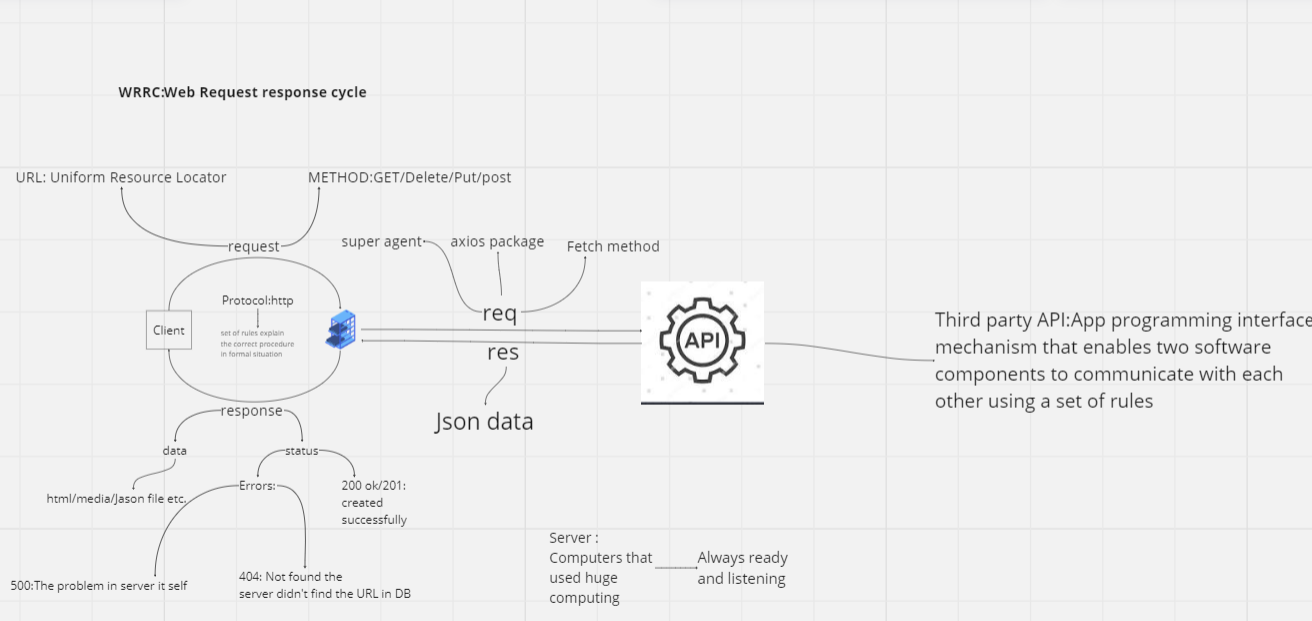 WRRC:Web Request response cycle
URL: Uniform Resource Locator
METHOD:GET/Delete/Put/post
request
super agent
axios package
Fetch method
Protocol:http
Client
set of rules explain
the correct procedure
in formal situation
req
res
Json data
API
Third party API:App programming interface
mechanism that enables two software
components to communicate with each
other using a set of rules
response
data
status
html/media/Jason file etc.
Errors:
200 ok/201:
created
successfully
500:The problem in server it self
404: Not found the
server didn't find the URL in DB
Server :
Computers that
used huge
computing
Always ready
and listening